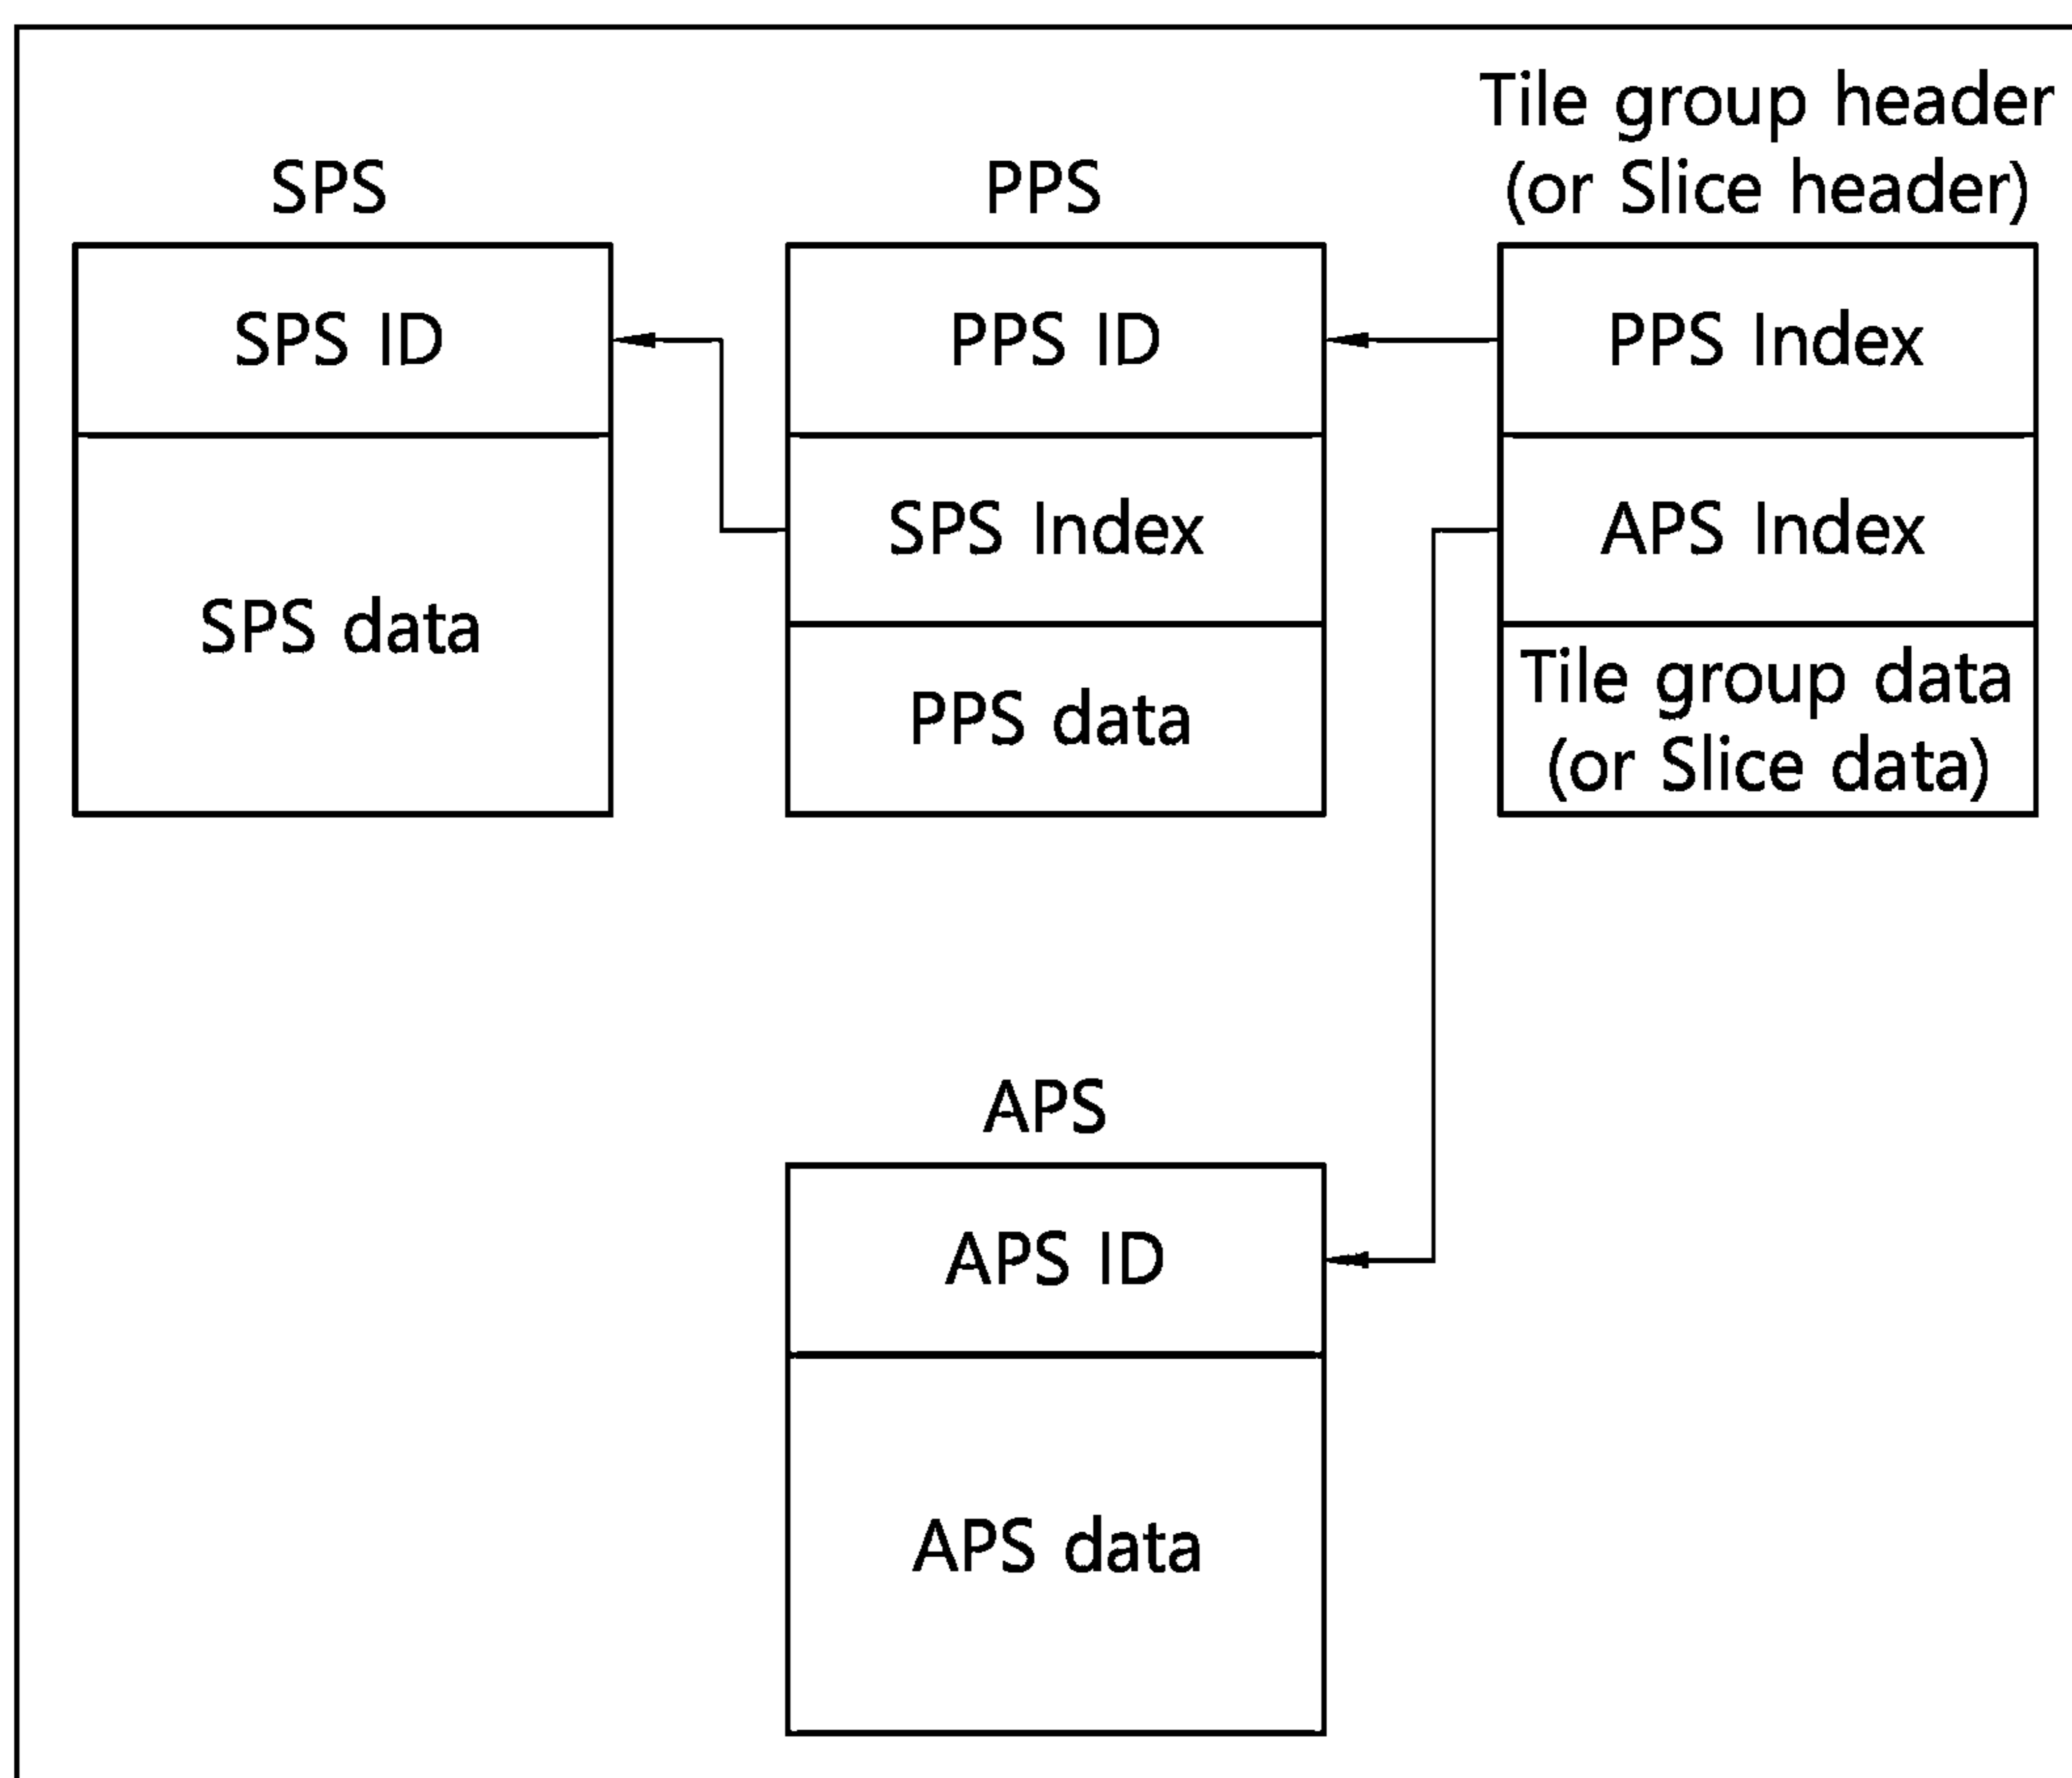 SPS
SPS ID
SPS data
PPS
PPS ID
SPS Index
PPS data
Tile group header
(or Slice header)
PPS Index
APS Index
Tile group data
(or Slice data)
APS
APS ID
APS data